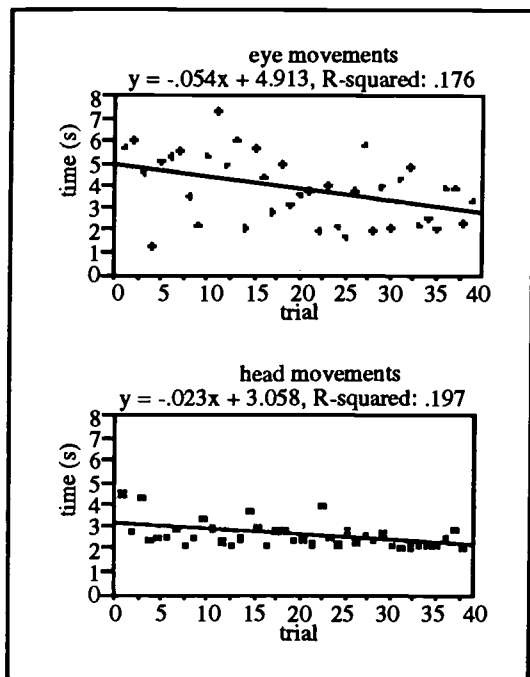 eye movements
y = -.054x + 4.913, R-squared: .176
8
7
6
5
4
3
2
1
0
time (s)
0 5 10 15 20 25 30 35 40
trial
head movements
y = -.023x + 3.058, R-squared: .197
8
7
6
5
4
3
2
1
0
time (s)
0 5 10 15 20 25 30 35 40
trial